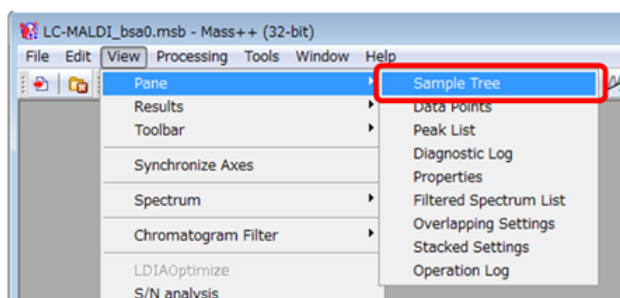 LC-MALDI_bsa0.msb - Mass++ (32-bit)
File Edit View Processing Tools Window Help
Pane
Results
Toolbar
Synchronize Axes
Spectrum
Chromatogram Filter
LDIAOptimize
S/N analysis
Sample Tree
Data Points
Peak List
Diagnostic Log
Properties
Filtered Spectrum List
Overlapping Settings
Stacked Settings
Operation Log